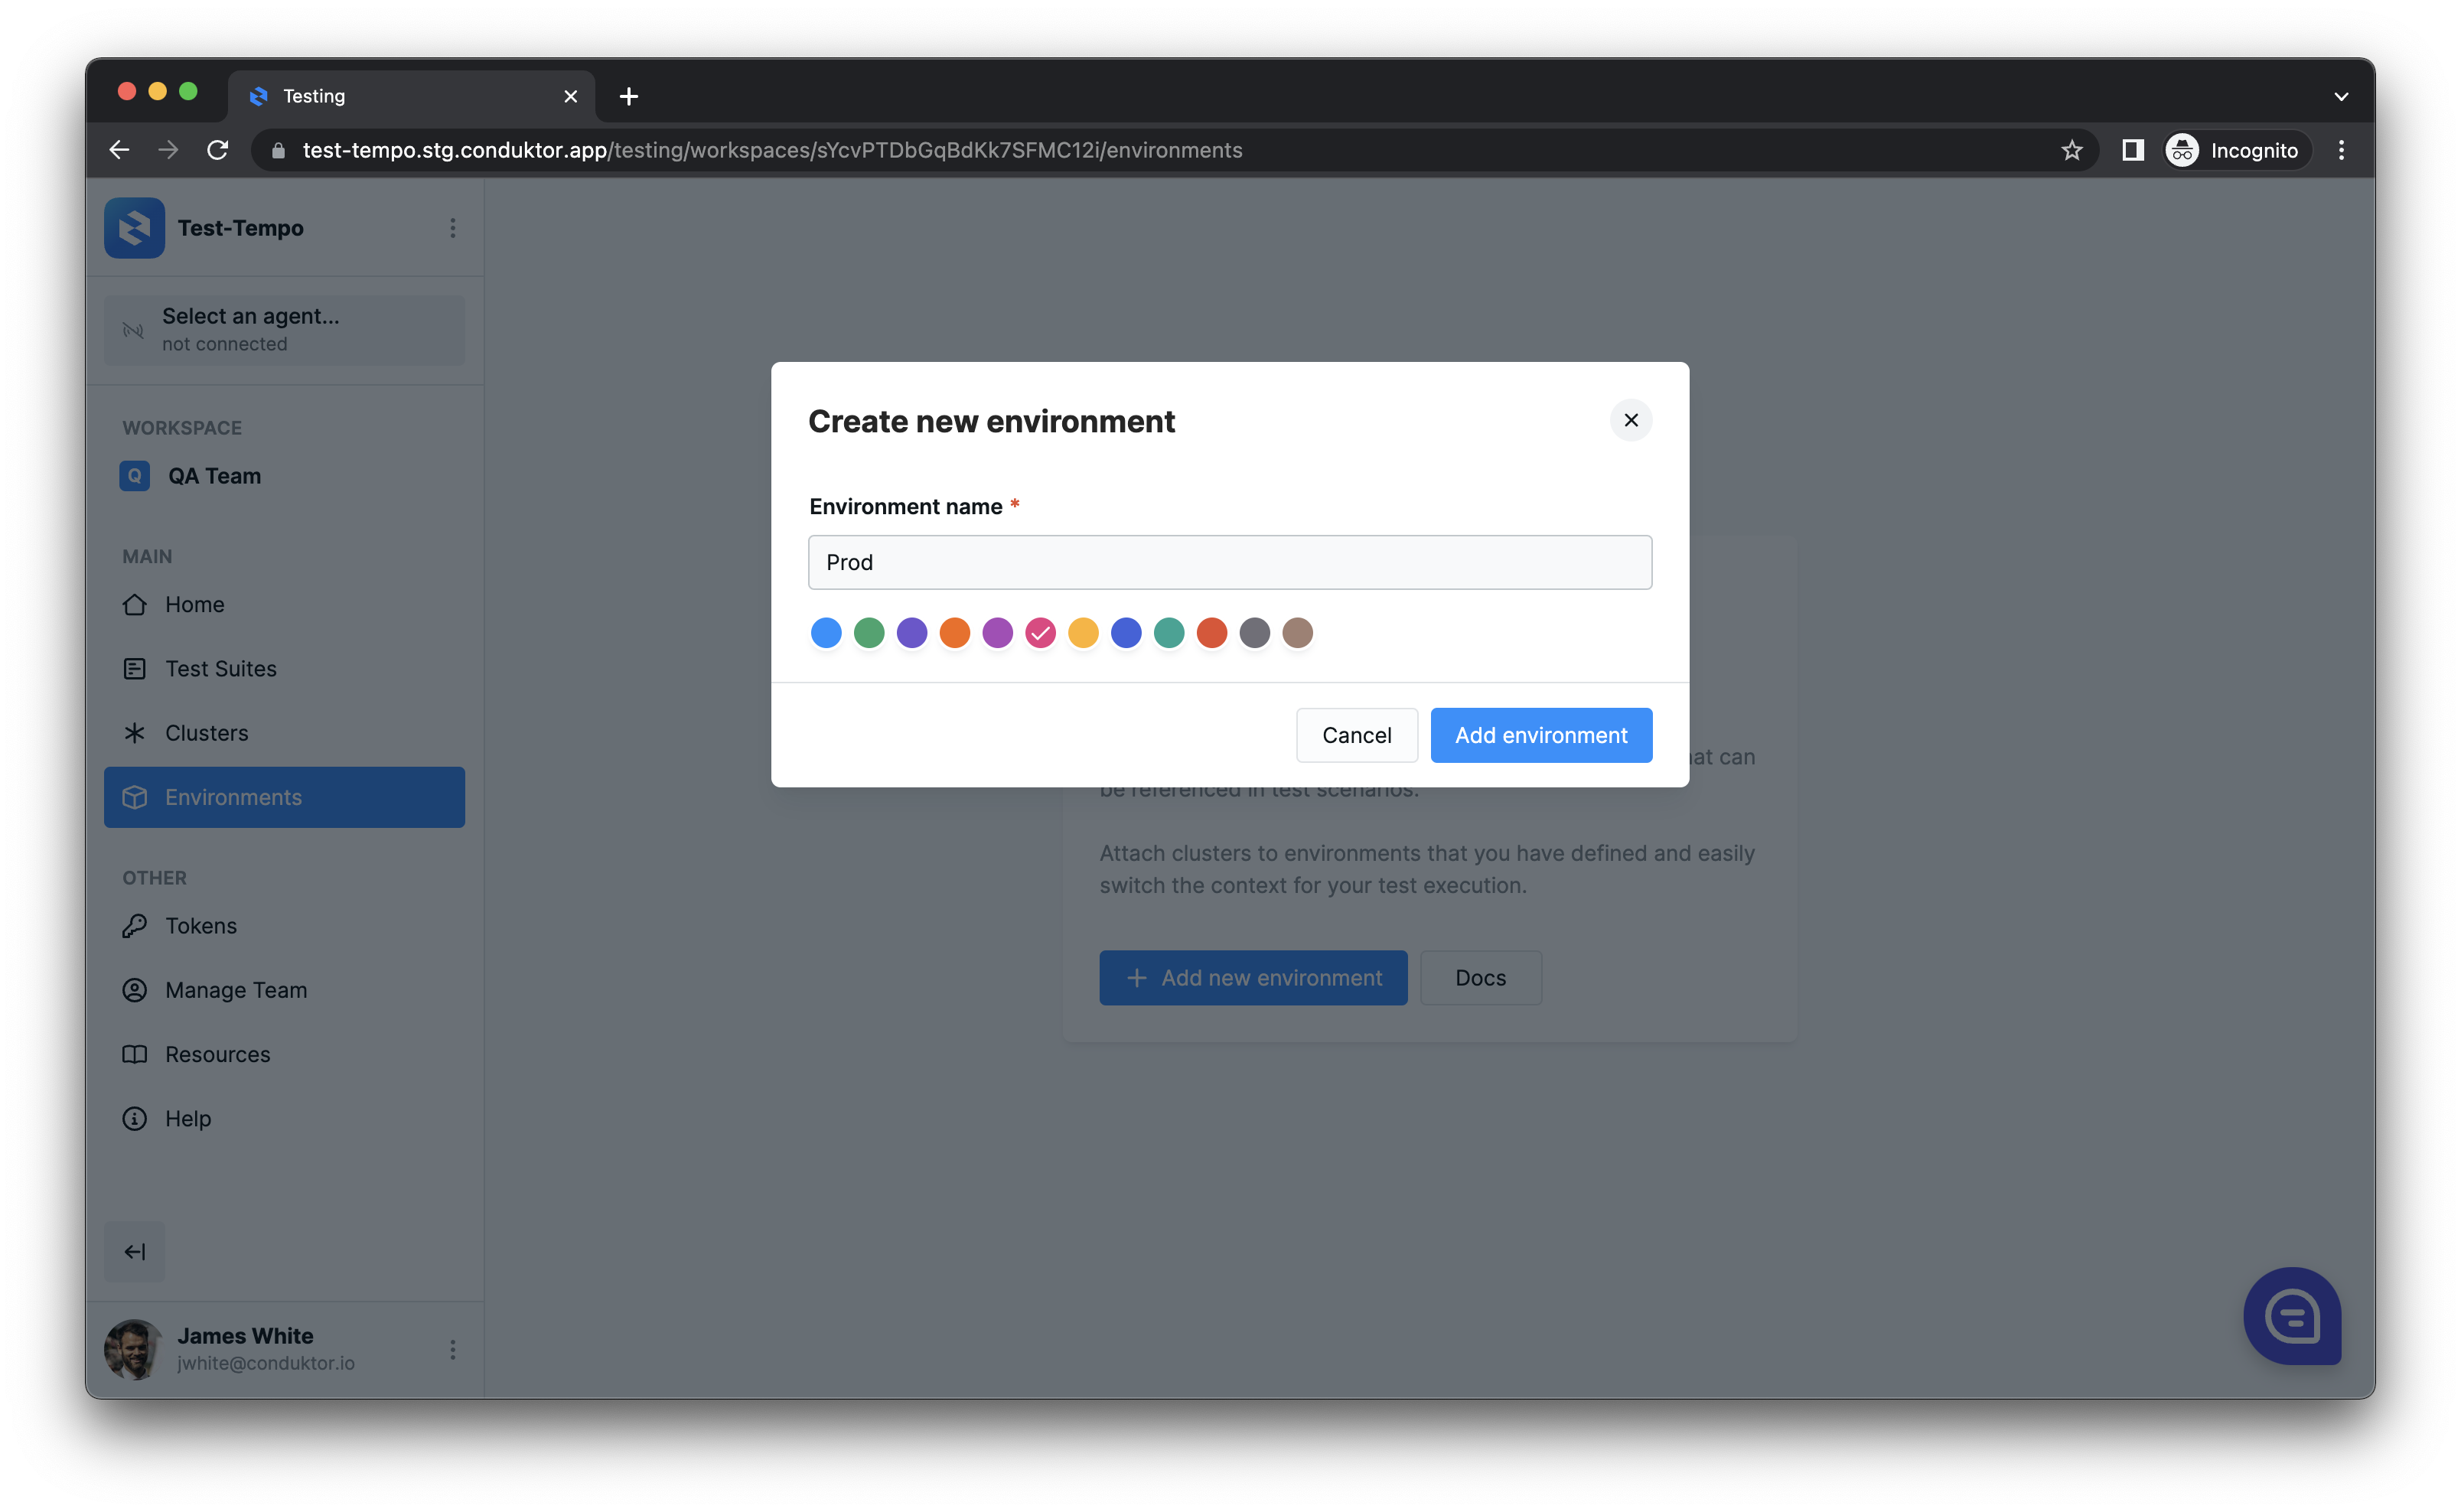 Testing
test-tempo.stg.conduktor.app/testing/workspaces/sYcvPTDbGqBdKk7SFMC12i/environments
Incognito
Test-Tempo
Select an agent...
not connected
WORKSPACE
Q QA Team
MAIN
Home
Test Suites
Clusters
Environments
OTHER
Tokens
Manage Team
Resources
Help
James White
jwhite@conduktor.io
Create new environment
Environment name *
Prod
Cancel
Add environment
can
be referenced in test scenarios.
Attach clusters to environments that you have defined and easily
switch the context for your test execution.
Add new environment
Docs